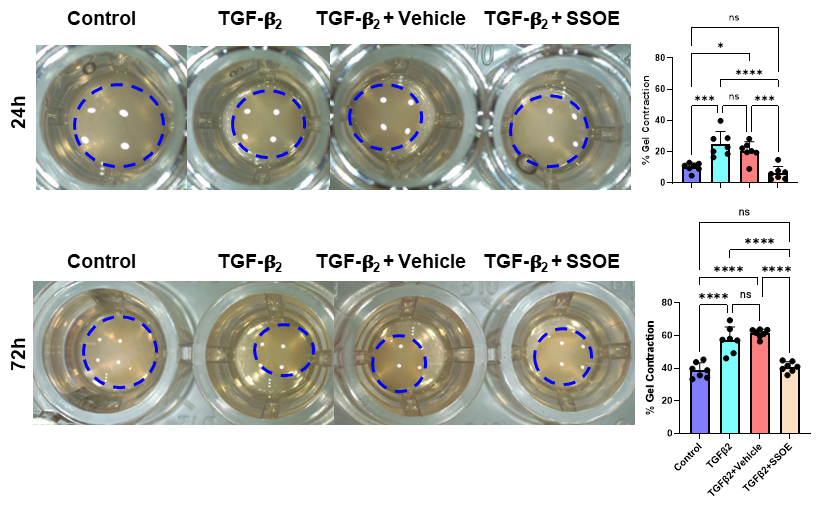 Control TGF-β2 TGF-β2 + Vehicle TGF-β2 + SSOE
24h
ns
*
****
*** ns ***
% Gel Contraction
80
60
40
20
0
Control TGF-β2 TGF-β2 + Vehicle TGF-β2 + SSOE
72h
ns
****
**** ****
**** ns
% Gel Contraction
80
60
40
20
0
Control TGFβ2 TGFβ2+Vehicle TGFβ2+SSOE